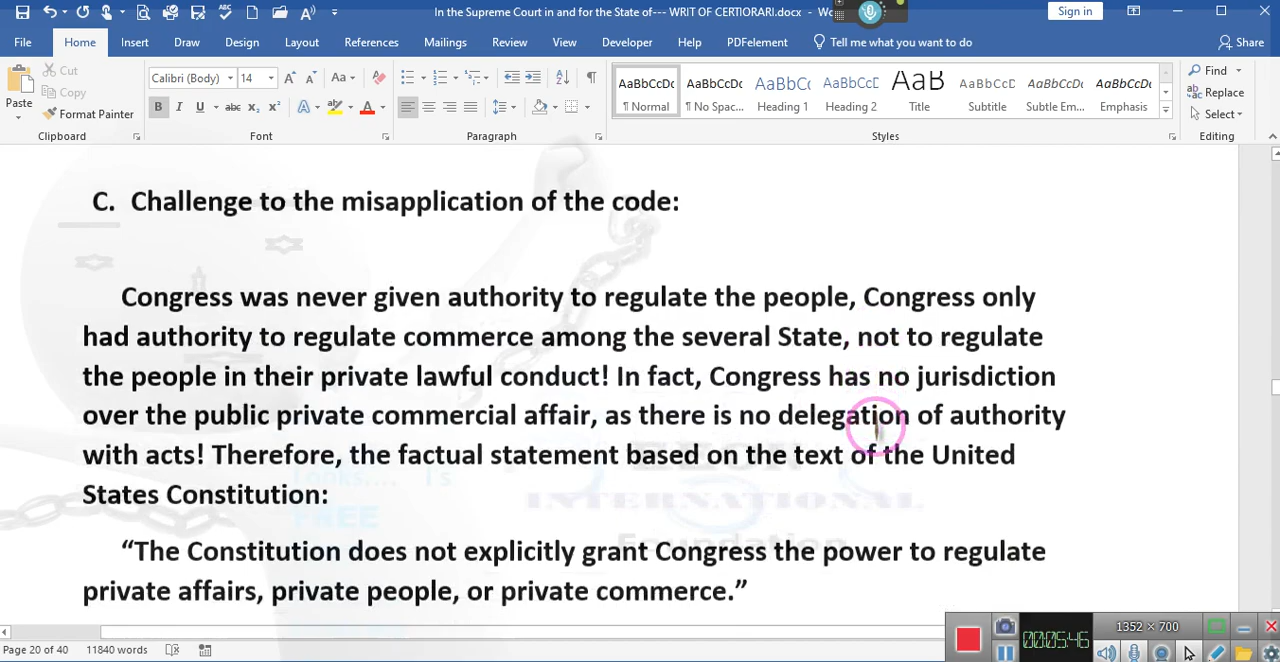 In the Supreme Court in and for the State of--- WRIT OF CERTIORARI.docx - Wo
Sign in
File Home Insert Draw Design Layout References Mailings Review View Developer Help PDFelement Tell me what you want to do Share
Cut
Copy
Paste
Format Painter
Calibri (Body) 14
Clipboard Font Paragraph Styles Editing
AaBbCcDc AaBbCcDc AaBbCcD AaBbCcD AaB AaBbCcD AaBbCcDc AaBbCcDc
¶ Normal ¶ No Spac... Heading 1 Heading 2 Title Subtitle Subtle Em... Emphasis
Find
Replace
Select
C. Challenge to the misapplication of the code:
Congress was never given authority to regulate the people, Congress only
had authority to regulate commerce among the several State, not to regulate
the people in their private lawful conduct! In fact, Congress has no jurisdiction
over the public private commercial affair, as there is no delegation of authority
with acts! Therefore, the factual statement based on the text of the United
States Constitution:
“The Constitution does not explicitly grant Congress the power to regulate
private affairs, private people, or private commerce.”
Looks.... Is
FREE
INTERNATIONAL
Foundation
1352 × 700
00:05:46
Page 20 of 40 11840 words